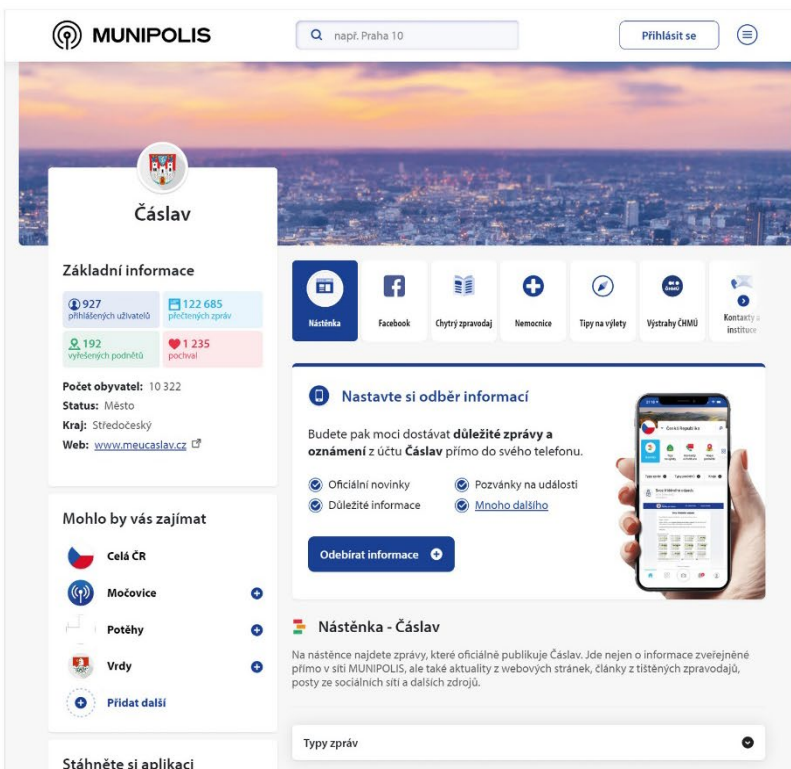 MUNIPOLIS
např. Praha 10
Přihlásit se
Čáslav
Základní informace
927
přihlášených uživatelů
122 685
přečtených zpráv
192
vyřešených podnětů
1 235
pochval
Počet obyvatel: 10 322
Status: Město
Kraj: Středočeský
Web: www.meucaslav.cz
Mohlo by vás zajímat
Celá ČR
Močovice
Potěhy
Vrdy
Přidat další
Stáhněte si aplikaci
Nástěnka
Facebook
Chytrý zpravodaj
Nemocnice
Tipy na výlety
Výstrahy ČHMÚ
Kontakty a
instituce
Nastavte si odběr informací
Budete pak moci dostávat důležité zprávy a
oznámení z účtu Čáslav přímo do svého telefonu.
Oficiální novinky
Pozvánky na události
Důležité informace
Mnoho dalšího
Odebírat informace
Nástěnka - Čáslav
Na nástěnce najdete zprávy, které oficiálně publikuje Čáslav. Jde nejen o informace zveřejněné
přímo v síti MUNIPOLIS, ale také aktuality z webových stránek, články z tištěných zpravodajů,
posty ze sociálních sítí a dalších zdrojů.
Typy zpráv